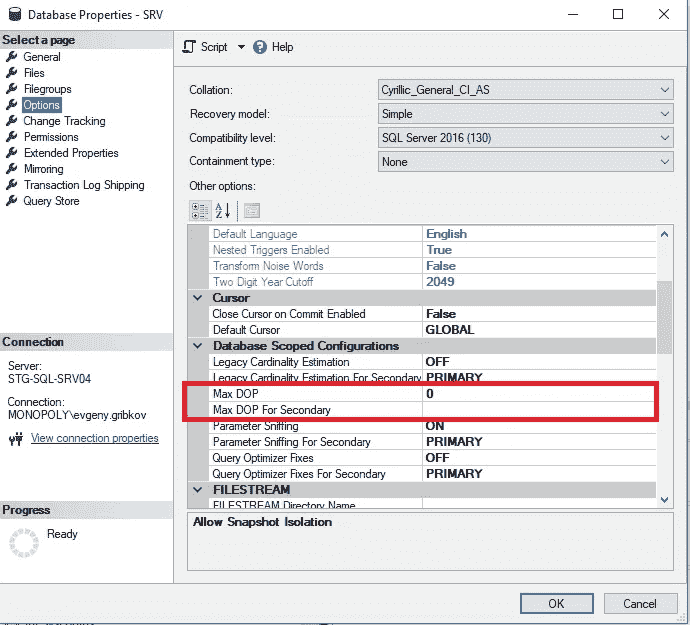 Database Properties - SRV
Select a page
General
Files
Filegroups
Options
Change Tracking
Permissions
Extended Properties
Mirroring
Transaction Log Shipping
Query Store
Connection
Server:
STG-SQL-SRV04
Connection:
MONOPOLY\evgeny.gribkov
View connection properties
Progress
Ready
Script
Help
Collation: Cyrillic_General_CI_AS
Recovery model: Simple
Compatibility level: SQL Server 2016 (130)
Containment type: None
Other options:
Default Language English
Nested Triggers Enabled True
Transform Noise Words False
Two Digit Year Cutoff 2049
Cursor
Close Cursor on Commit Enabled False
Default Cursor GLOBAL
Database Scoped Configurations
Legacy Cardinality Estimation OFF
Legacy Cardinality Estimation For Secondary PRIMARY
Max DOP 0
Max DOP For Secondary
Parameter Sniffing ON
Parameter Sniffing For Secondary PRIMARY
Query Optimizer Fixes OFF
Query Optimizer Fixes For Secondary PRIMARY
FILESTREAM
FILESTREAM Directory Name
Allow Snapshot Isolation
OK
Cancel